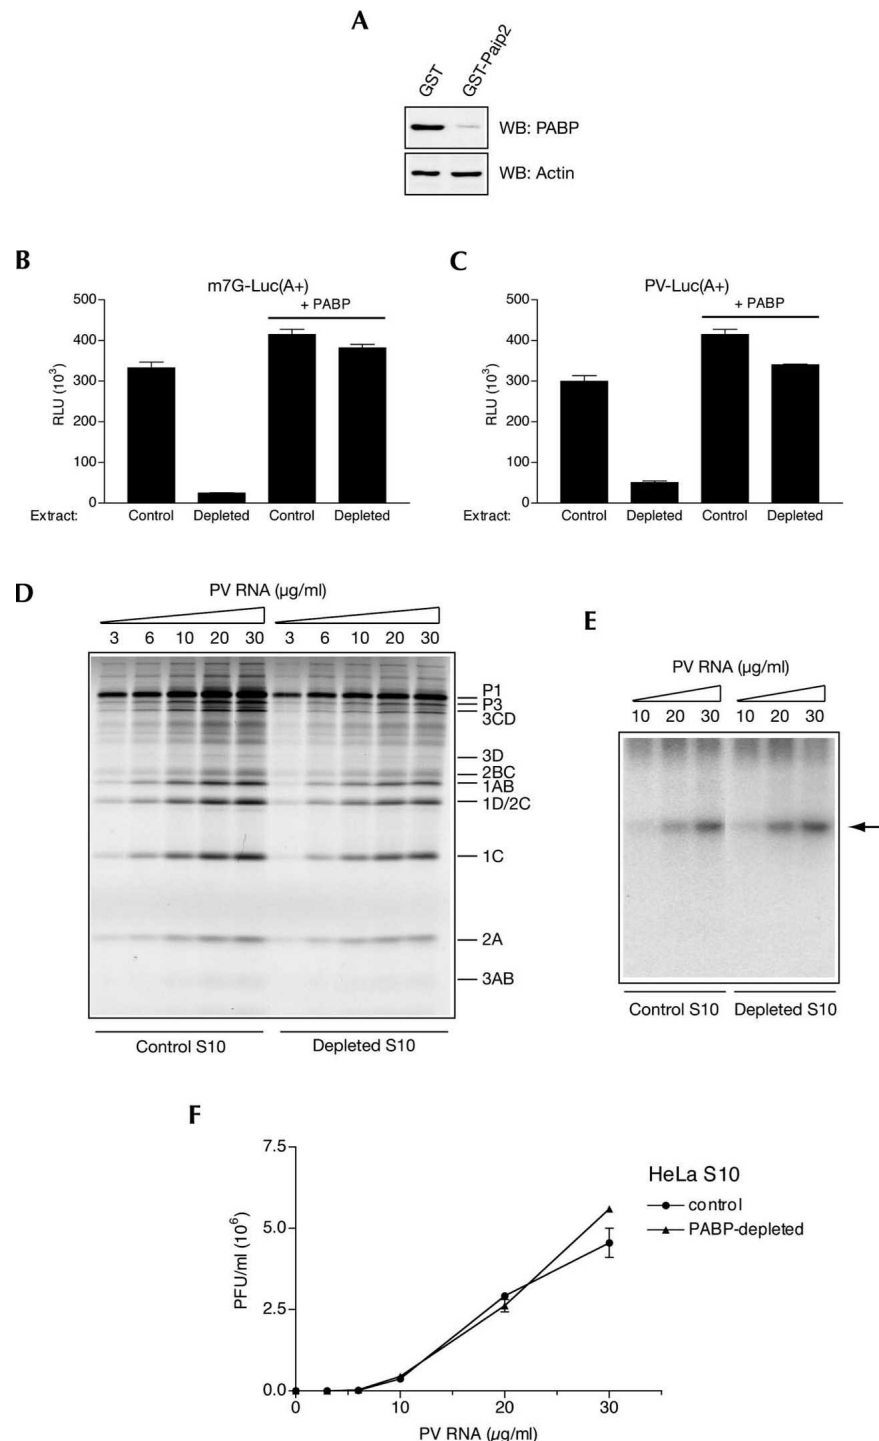 A
GST
GST-Paip2
WB: PABP
WB: Actin
B
m7G-Luc(A+)
+ PABP
RLU (10³)
500
400
300
200
100
0
Extract: Control Depleted Control Depleted
C
PV-Luc(A+)
+ PABP
RLU (10³)
500
400
300
200
100
0
Extract: Control Depleted Control Depleted
D
PV RNA (µg/ml)
3 6 10 20 30 3 6 10 20 30
P1
P3
3CD
3D
2BC
1AB
1D/2C
1C
2A
3AB
Control S10 Depleted S10
E
PV RNA (µg/ml)
10 20 30 10 20 30
Control S10 Depleted S10
F
PFU/ml (10⁶)
7.5
5.0
2.5
0.0
0 10 20 30
PV RNA (µg/ml)
HeLa S10
control
PABP-depleted